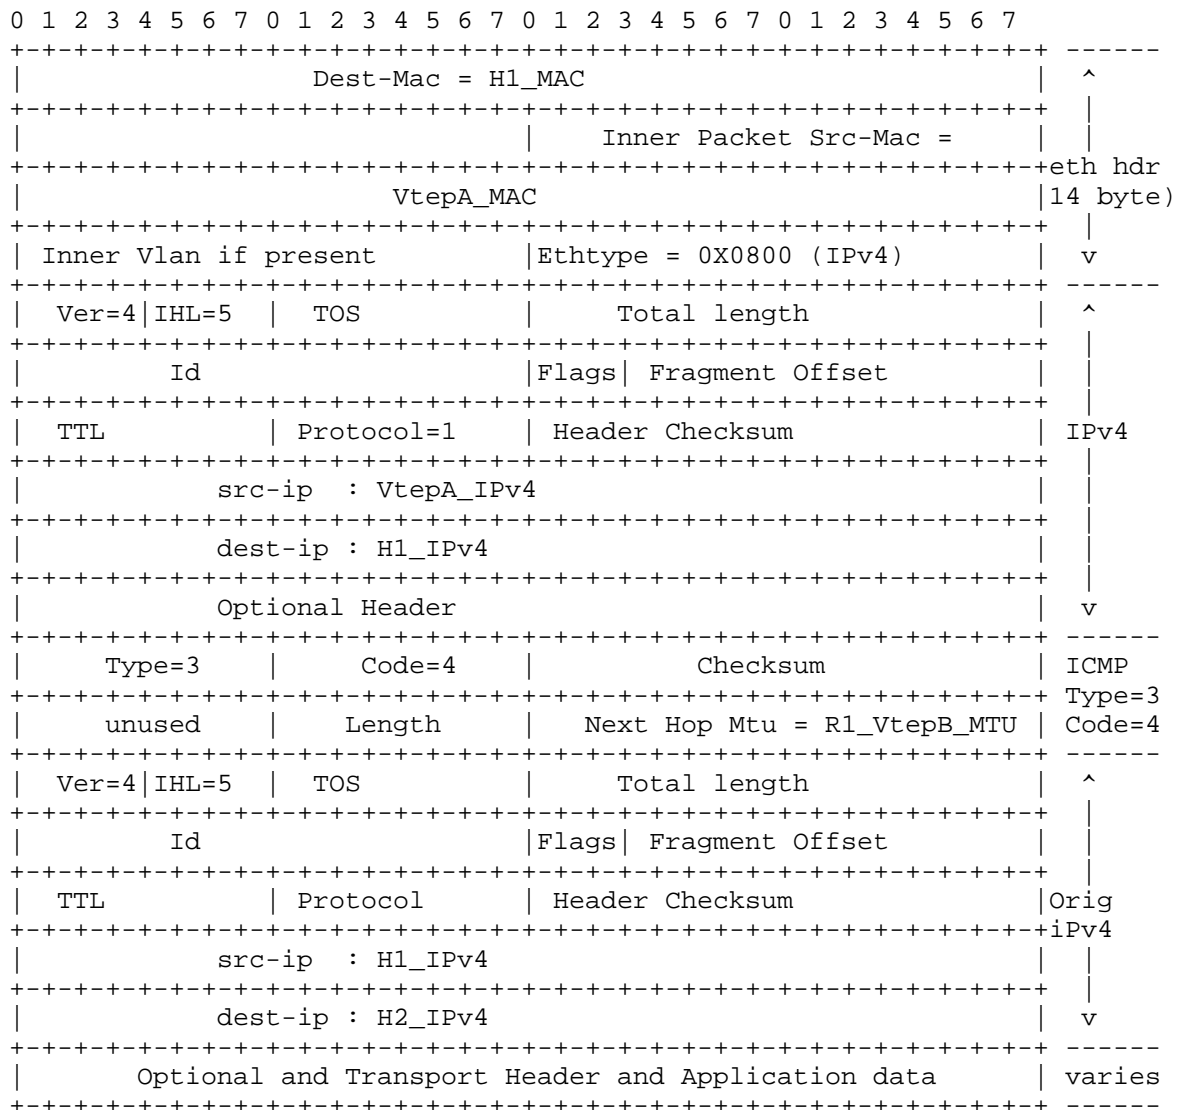 0 1 2 3 4 5 6 7 0 1 2 3 4 5 6 7 0 1 2 3 4 5 6 7 0 1 2 3 4 5 6 7
+-+-+-+-+-+-+-+-+-+-+-+-+-+-+-+-+-+-+-+-+-+-+-+-+-+-+-+-+-+-+-+-+ ------
|                  Dest-Mac = H1_MAC                            |  ^
+-+-+-+-+-+-+-+-+-+-+-+-+-+-+-+-+-+-+-+-+-+-+-+-+-+-+-+-+-+-+-+-+  |
|                               |    Inner Packet Src-Mac =     |  |
+-+-+-+-+-+-+-+-+-+-+-+-+-+-+-+-+-+-+-+-+-+-+-+-+-+-+-+-+-+-+-+-+eth hdr
|                       VtepA_MAC                               |14 byte)
+-+-+-+-+-+-+-+-+-+-+-+-+-+-+-+-+-+-+-+-+-+-+-+-+-+-+-+-+-+-+-+-+  |
| Inner Vlan if present         |Ethtype = 0X0800 (IPv4)        |  v
+-+-+-+-+-+-+-+-+-+-+-+-+-+-+-+-+-+-+-+-+-+-+-+-+-+-+-+-+-+-+-+-+ ------
|  Ver=4|IHL=5  |  TOS          |     Total length              |  ^
+-+-+-+-+-+-+-+-+-+-+-+-+-+-+-+-+-+-+-+-+-+-+-+-+-+-+-+-+-+-+-+-+  |
|         Id                    |Flags| Fragment Offset         |  |
+-+-+-+-+-+-+-+-+-+-+-+-+-+-+-+-+-+-+-+-+-+-+-+-+-+-+-+-+-+-+-+-+  |
|  TTL          | Protocol=1    | Header Checksum               | IPv4
+-+-+-+-+-+-+-+-+-+-+-+-+-+-+-+-+-+-+-+-+-+-+-+-+-+-+-+-+-+-+-+-+  |
|            src-ip  : VtepA_IPv4                               |  |
+-+-+-+-+-+-+-+-+-+-+-+-+-+-+-+-+-+-+-+-+-+-+-+-+-+-+-+-+-+-+-+-+  |
|            dest-ip : H1_IPv4                                  |  |
+-+-+-+-+-+-+-+-+-+-+-+-+-+-+-+-+-+-+-+-+-+-+-+-+-+-+-+-+-+-+-+-+  |
|            Optional Header                                    |  v
+-+-+-+-+-+-+-+-+-+-+-+-+-+-+-+-+-+-+-+-+-+-+-+-+-+-+-+-+-+-+-+-+ ------
|     Type=3    |     Code=4    |          Checksum             | ICMP
+-+-+-+-+-+-+-+-+-+-+-+-+-+-+-+-+-+-+-+-+-+-+-+-+-+-+-+-+-+-+-+-+ Type=3
|     unused    |    Length     |   Next Hop Mtu = R1_VtepB_MTU | Code=4
+-+-+-+-+-+-+-+-+-+-+-+-+-+-+-+-+-+-+-+-+-+-+-+-+-+-+-+-+-+-+-+-+ ------
|  Ver=4|IHL=5  |  TOS          |     Total length              |  ^
+-+-+-+-+-+-+-+-+-+-+-+-+-+-+-+-+-+-+-+-+-+-+-+-+-+-+-+-+-+-+-+-+  |
|         Id                    |Flags| Fragment Offset         |  |
+-+-+-+-+-+-+-+-+-+-+-+-+-+-+-+-+-+-+-+-+-+-+-+-+-+-+-+-+-+-+-+-+  |
|  TTL          | Protocol      | Header Checksum               |Orig
+-+-+-+-+-+-+-+-+-+-+-+-+-+-+-+-+-+-+-+-+-+-+-+-+-+-+-+-+-+-+-+-+iPv4
|            src-ip  : H1_IPv4                                  |  |
+-+-+-+-+-+-+-+-+-+-+-+-+-+-+-+-+-+-+-+-+-+-+-+-+-+-+-+-+-+-+-+-+  |
|            dest-ip : H2_IPv4                                  |  v
+-+-+-+-+-+-+-+-+-+-+-+-+-+-+-+-+-+-+-+-+-+-+-+-+-+-+-+-+-+-+-+-+ ------
|       Optional and Transport Header and Application data      | varies
+-+-+-+-+-+-+-+-+-+-+-+-+-+-+-+-+-+-+-+-+-+-+-+-+-+-+-+-+-+-+-+-+ ------